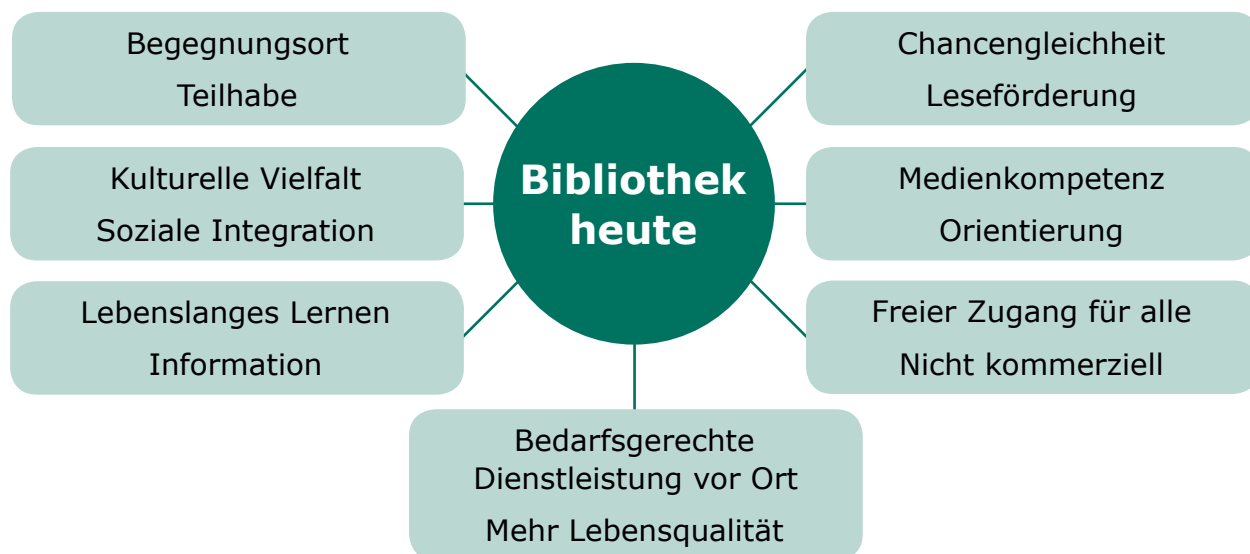 Begegnungsort
Teilhabe
Kulturelle Vielfalt
Soziale Integration
Lebenslanges Lernen
Information
Bibliothek
heute
Chancengleichheit
Leseförderung
Medienkompetenz
Orientierung
Freier Zugang für alle
Nicht kommerziell
Bedarfsgerechte
Dienstleistung vor Ort
Mehr Lebensqualität